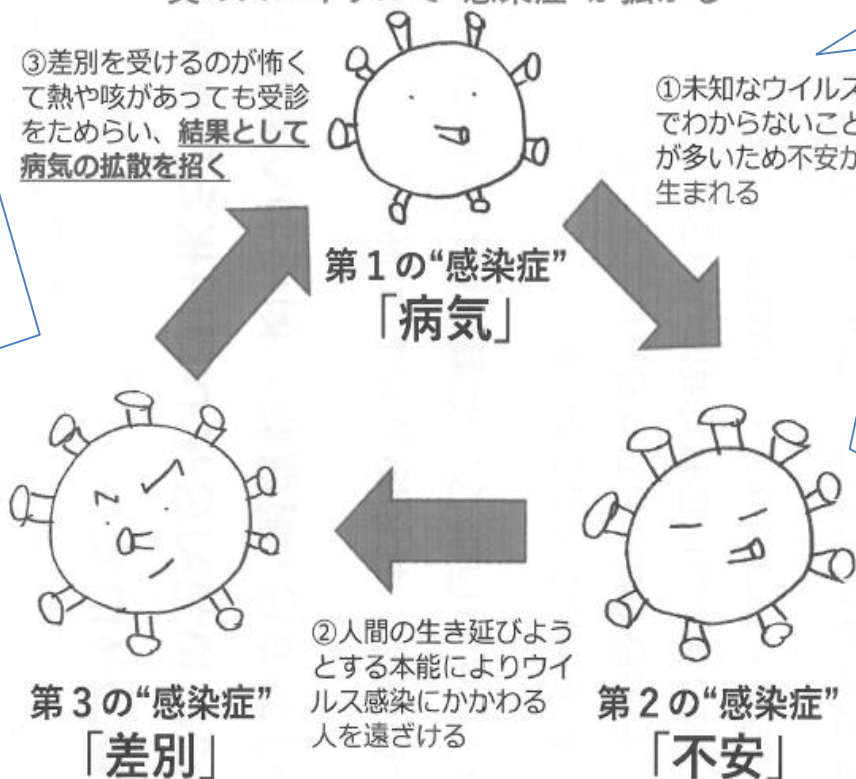 ③差別を受けるのが怖く
て熱や咳があっても受診
をためらい、結果として
病気の拡散を招く
①未知なウイルス
でわからないこと
が多いため不安が
生まれる
第1の“感染症”
「病気」
②人間の生き延びよう
とする本能によりウイ
ルス感染にかかわる
人を遠ざける
第3の“感染症”
「差別」
第2の“感染症”
「不安」